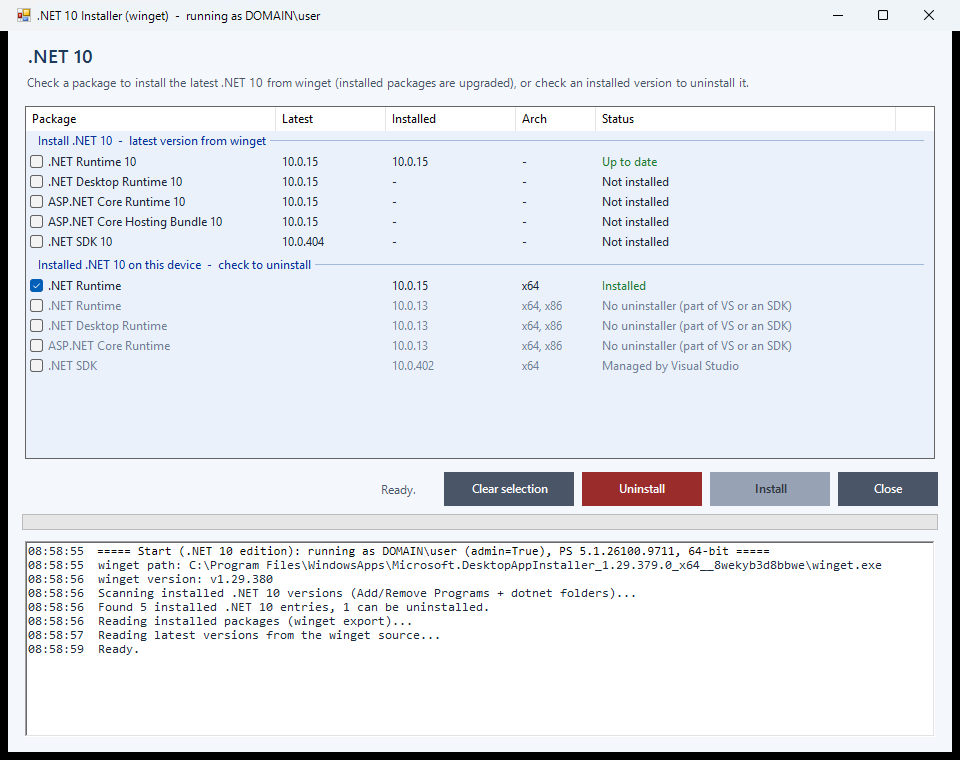 .NET 10 Installer (winget)  -  running as DOMAIN\user
.NET 10
Check a package to install the latest .NET 10 from winget (installed packages are upgraded), or check an installed version to uninstall it.
Package Latest Installed Arch Status
Install .NET 10  -  latest version from winget
.NET Runtime 10 10.0.15 10.0.15 - Up to date
.NET Desktop Runtime 10 10.0.15 - - Not installed
ASP.NET Core Runtime 10 10.0.15 - - Not installed
ASP.NET Core Hosting Bundle 10 10.0.15 - - Not installed
.NET SDK 10 10.0.404 - - Not installed
Installed .NET 10 on this device  -  check to uninstall
.NET Runtime 10.0.15 x64 Installed
.NET Runtime 10.0.13 x64, x86 No uninstaller (part of VS or an SDK)
.NET Desktop Runtime 10.0.13 x64, x86 No uninstaller (part of VS or an SDK)
ASP.NET Core Runtime 10.0.13 x64, x86 No uninstaller (part of VS or an SDK)
.NET SDK 10.0.402 x64 Managed by Visual Studio
Ready. Clear selection Uninstall Install Close
08:58:55  ===== Start (.NET 10 edition): running as DOMAIN\user (admin=True), PS 5.1.26100.9711, 64-bit =====
08:58:55  winget path: C:\Program Files\WindowsApps\Microsoft.DesktopAppInstaller_1.29.379.0_x64__8wekyb3d8bbwe\winget.exe
08:58:56  winget version: v1.29.380
08:58:56  Scanning installed .NET 10 versions (Add/Remove Programs + dotnet folders)...
08:58:56  Found 5 installed .NET 10 entries, 1 can be uninstalled.
08:58:56  Reading installed packages (winget export)...
08:58:57  Reading latest versions from the winget source...
08:58:59  Ready.